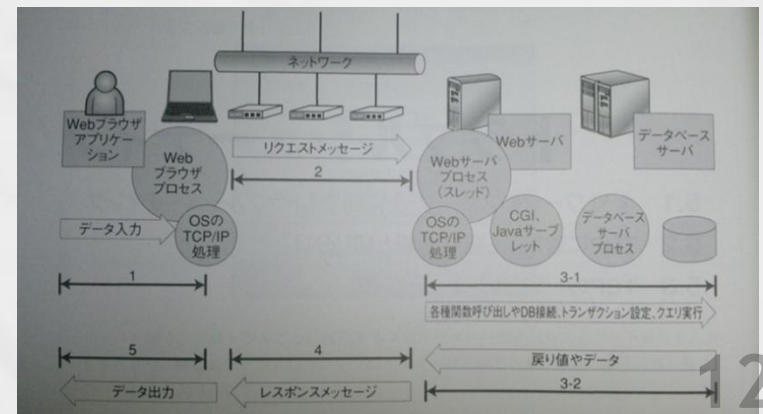 ネットワーク
Webブラウザ
アプリケー
ション
Web
ブラウザ
プロセス
リクエストメッセージ
2
Webサーバ
プロセス
(スレッド)
Webサーバ
データベース
サーバ
データ入力
OSの
TCP/IP
処理
OSの
TCP/IP
処理
CGI、
Javaサーブ
レット
データベース
サーバ
プロセス
1
3-1
各種関数呼び出しやDB接続、トランザクション設定、クエリ実行
5
4
戻り値やデータ
データ出力
レスポンスメッセージ
3-2
12